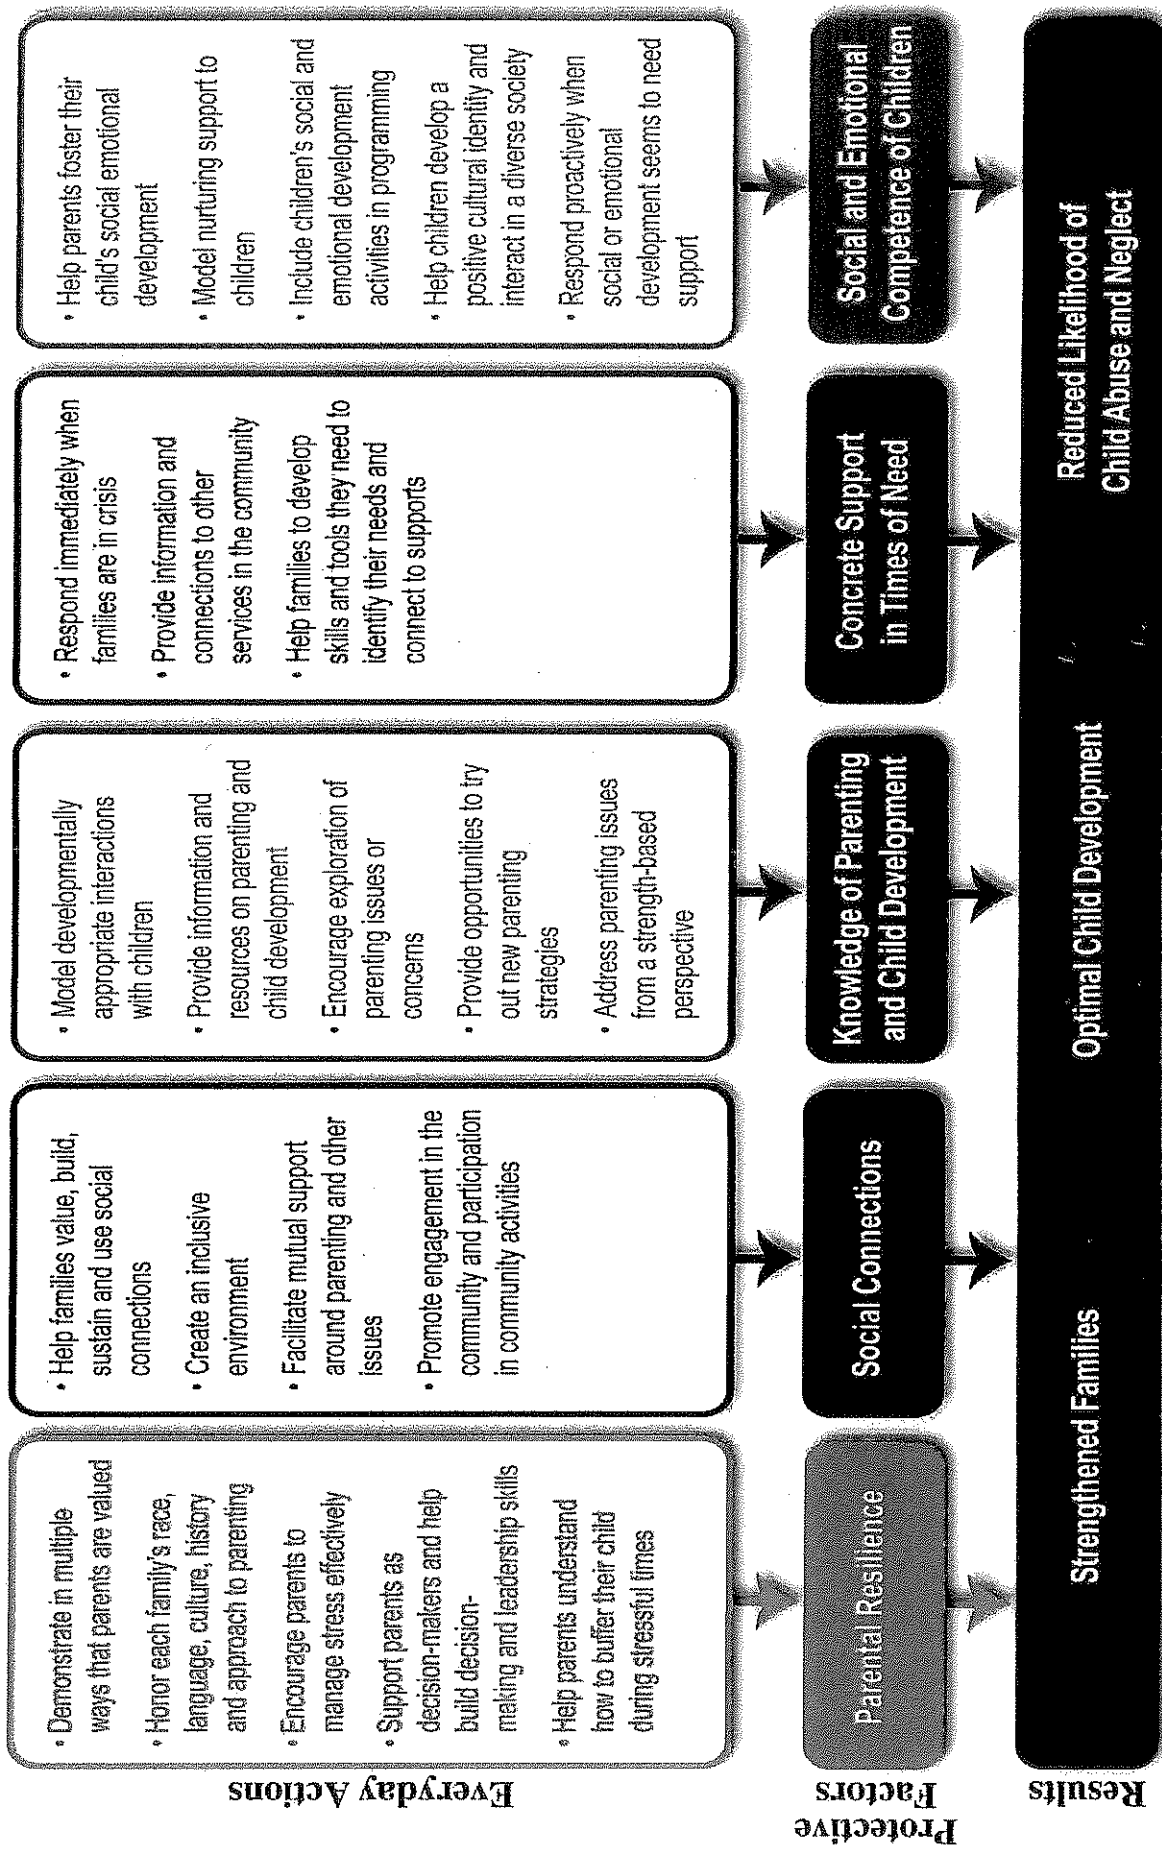 Everyday Actions
• Demonstrate in multiple
ways that parents are valued
• Honor each family's race,
language, culture, history
and approach to parenting
• Encourage parents to
manage stress effectively
• Support parents as
decision-makers and help
build decision-
making and leadership skills
• Help parents understand
how to buffer their child
during stressful times
• Help families value, build,
sustain and use social
connections
• Create an inclusive
environment
• Facilitate mutual support
around parenting and other
issues
• Promote engagement in the
community and participation
in community activities
• Model developmentally
appropriate interactions
with children
• Provide information and
resources on parenting and
child development
• Encourage exploration of
parenting issues or
concerns
• Provide opportunities to try
out new parenting
strategies
• Address parenting issues
from a strength-based
perspective
• Respond immediately when
families are in crisis
• Provide information and
connections to other
services in the community
• Help families to develop
skills and tools they need to
identify their needs and
connect to supports
• Help parents foster their
child's social emotional
development
• Model nurturing support to
children
• Include children's social and
emotional development
activities in programming
• Help children develop a
positive cultural identity and
interact in a diverse society
• Respond proactively when
social or emotional
development seems to need
support
Protective
Factors
Parental Resilience
Social Connections
Knowledge of Parenting
and Child Development
Concrete Support
in Times of Need
Social and Emotional
Competence of Children
Results
Strengthened Families
Optimal Child Development
Reduced Likelihood of
Child Abuse and Neglect